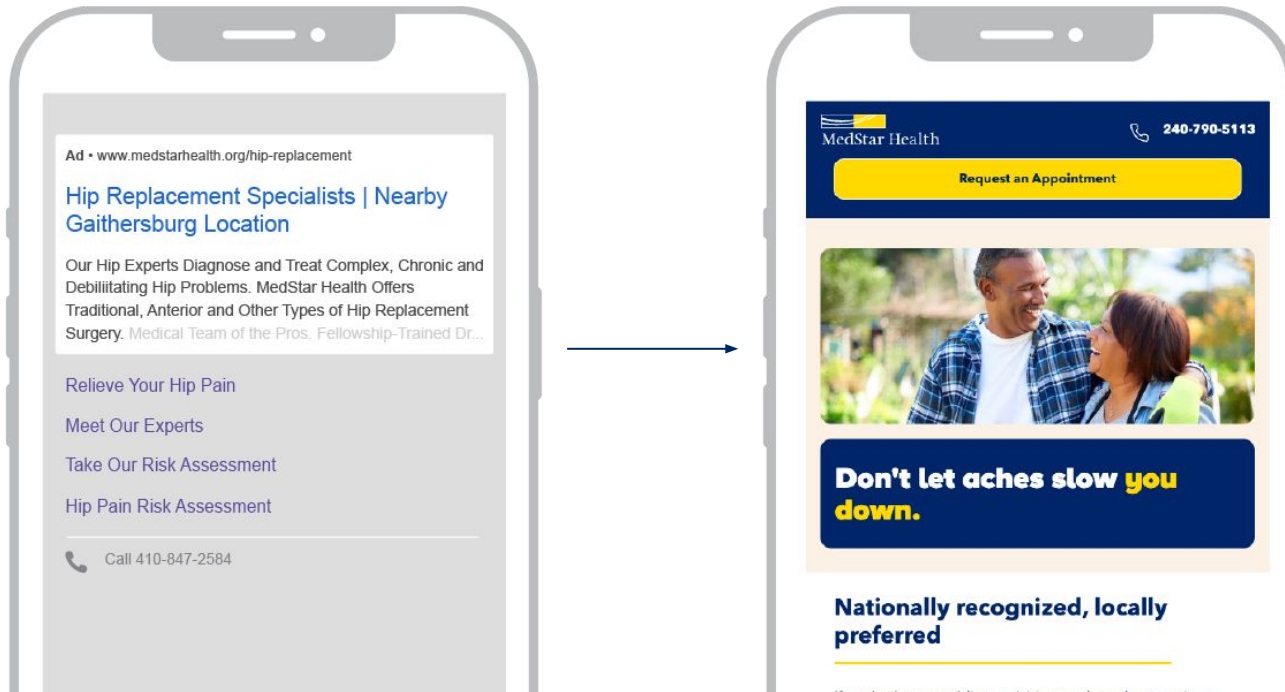 Ad • www.medstarhealth.org/hip-replacement
Hip Replacement Specialists | Nearby
Gaithersburg Location
Our Hip Experts Diagnose and Treat Complex, Chronic and
Debiliitating Hip Problems. MedStar Health Offers
Traditional, Anterior and Other Types of Hip Replacement
Surgery. Medical Team of the Pros. Fellowship-Trained Dr...
Relieve Your Hip Pain
Meet Our Experts
Take Our Risk Assessment
Hip Pain Risk Assessment
Call 410-847-2584
MedStar Health
240-790-5113
Request an Appointment
Don't let aches slow you
down.
Nationally recognized, locally
preferred